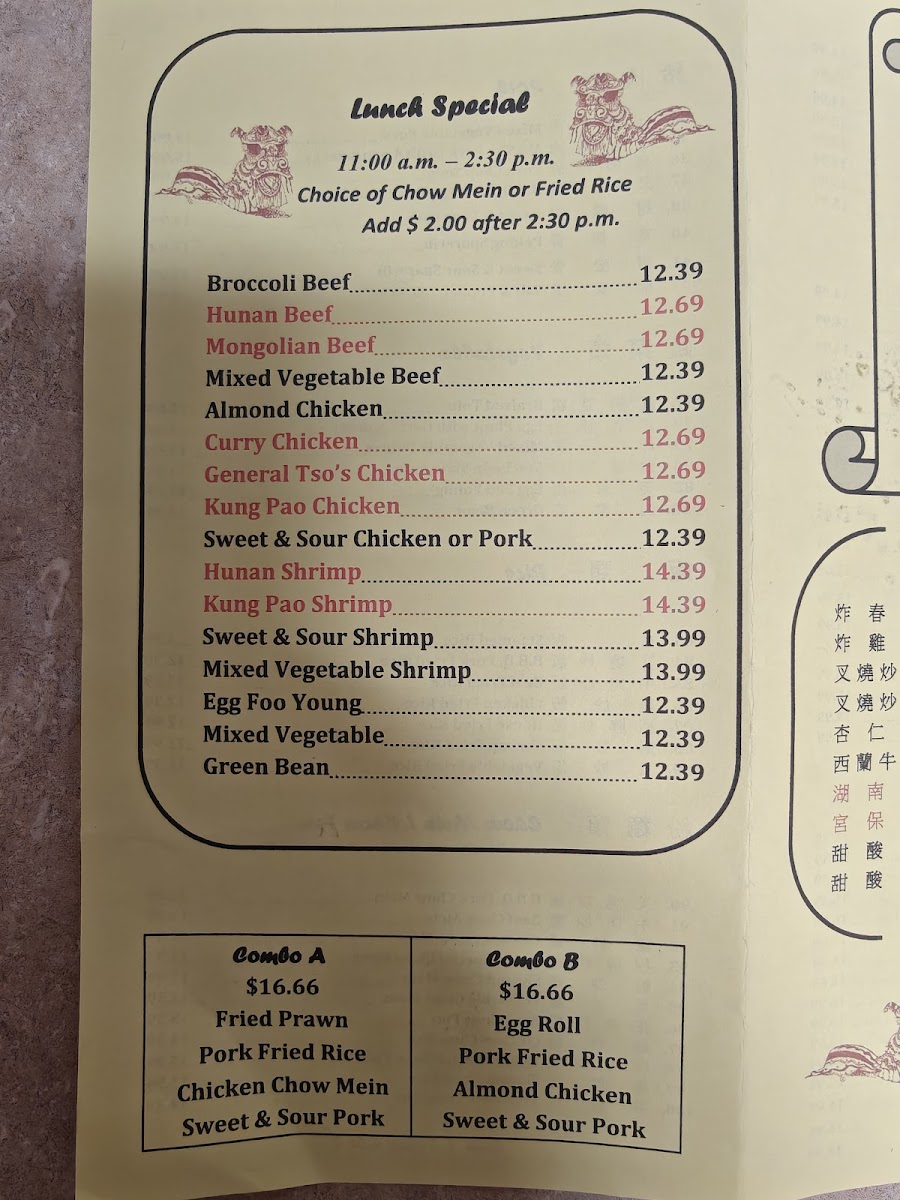 Lunch Special
11:00 a.m. – 2:30 p.m.
Choice of Chow Mein or Fried Rice
Add $ 2.00 after 2:30 p.m.
Broccoli Beef 12.39
Hunan Beef 12.69
Mongolian Beef 12.69
Mixed Vegetable Beef 12.39
Almond Chicken 12.39
Curry Chicken 12.69
General Tso's Chicken 12.69
Kung Pao Chicken 12.69
Sweet & Sour Chicken or Pork 12.39
Hunan Shrimp 14.39
Kung Pao Shrimp 14.39
Sweet & Sour Shrimp 13.99
Mixed Vegetable Shrimp 13.99
Egg Foo Young 12.39
Mixed Vegetable 12.39
Green Bean 12.39
Combo A
$16.66
Fried Prawn
Pork Fried Rice
Chicken Chow Mein
Sweet & Sour Pork
Combo B
$16.66
Egg Roll
Pork Fried Rice
Almond Chicken
Sweet & Sour Pork
炸 春
炸 雞
叉燒炒
叉燒炒
杏 仁
西蘭牛
湖 南
宮 保
甜 酸
甜 酸